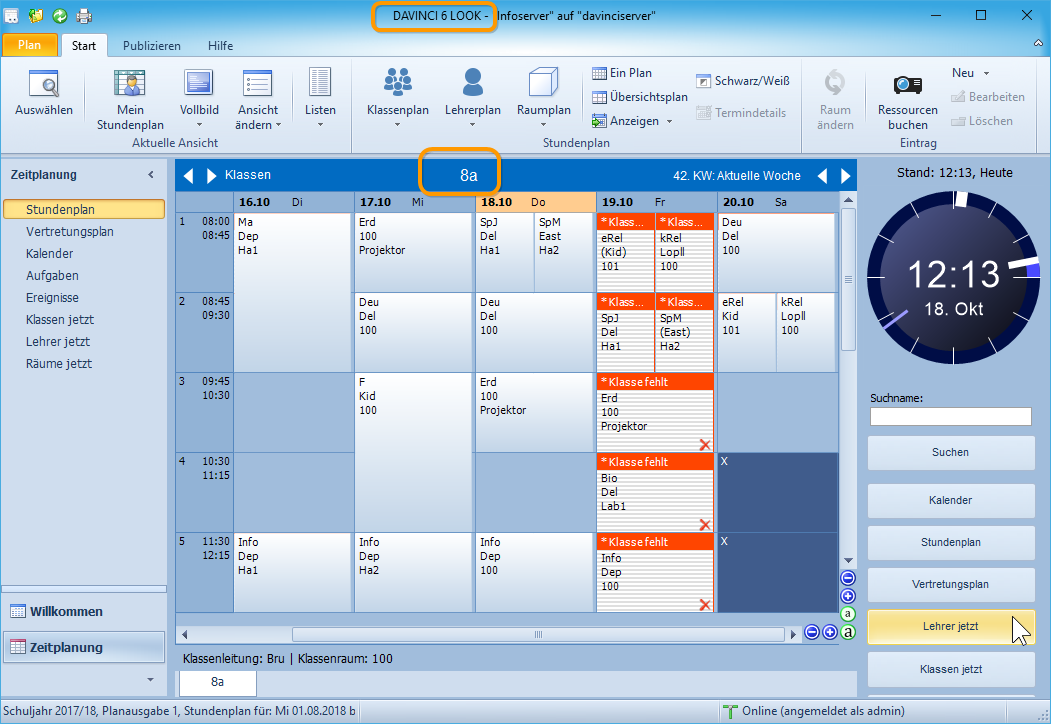 DAVINCI 6 LOOK - "Infoserver" auf "davinciserver"
Plan Start Publizieren Hilfe
Auswählen
Mein Stundenplan
Vollbild
Ansicht ändern
Listen
Aktuelle Ansicht
Klassenplan
Lehrerplan
Raumplan
Ein Plan
Übersichtsplan
Anzeigen
Schwarz/Weiß
Termindetails
Stundenplan
Raum ändern
Ressourcen buchen
Neu
Bearbeiten
Löschen
Eintrag
Zeitplanung
Stundenplan
Vertretungsplan
Kalender
Aufgaben
Ereignisse
Klassen jetzt
Lehrer jetzt
Räume jetzt
Willkommen
Zeitplanung
Klassen 8a 42. KW: Aktuelle Woche
16.10 Di 17.10 Mi 18.10 Do 19.10 Fr 20.10 Sa
1 08:00
08:45
Ma
Dep
Ha1
Erd
100
Projektor
SpJ
Del
Ha1
SpM
East
Ha2
*Klass...
eRel
(Kid)
101
*Klass...
kRel
Lopll
100
Deu
Del
100
2 08:45
09:30
Deu
Del
100
Deu
Del
100
*Klass...
SpJ
Del
Ha1
*Klass...
SpM
(East)
Ha2
eRel
Kid
101
kRel
Lopll
100
3 09:45
10:30
F
Kid
100
Erd
100
Projektor
*Klasse fehlt
Erd
100
Projektor
4 10:30
11:15
*Klasse fehlt
Bio
Del
Lab1
X
5 11:30
12:15
Info
Dep
Ha1
Info
Dep
Ha2
Info
Dep
100
*Klasse fehlt
Info
Dep
100
X
a
a
Klassenleitung: Bru | Klassenraum: 100
8a
Stand: 12:13, Heute
12:13
18. Okt
Suchname:
Suchen
Kalender
Stundenplan
Vertretungsplan
Lehrer jetzt
Klassen jetzt
Schuljahr 2017/18, Planausgabe 1, Stundenplan für: Mi 01.08.2018 b
Online (angemeldet als admin)